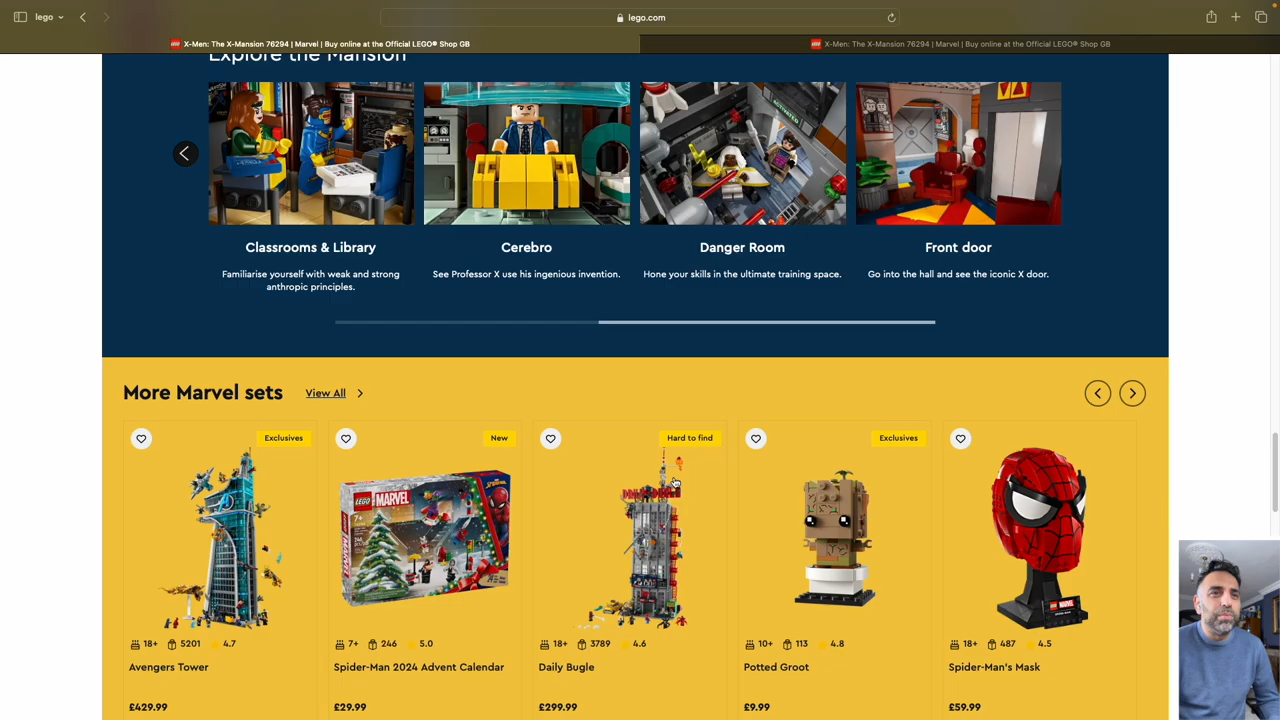 lego
lego.com
X-Men: The X-Mansion 76294 | Marvel | Buy online at the Official LEGO® Shop GB
X-Men: The X-Mansion 76294 | Marvel | Buy online at the Official LEGO® Shop GB
Explore the Mansion
Classrooms & Library
Familiarise yourself with weak and strong
anthropic principles.
Cerebro
See Professor X use his ingenious invention.
Danger Room
Hone your skills in the ultimate training space.
Front door
Go into the hall and see the iconic X door.
More Marvel sets
View All
Exclusives
New
Hard to find
Exclusives
LEGO
MARVEL
7+
DAILY BUGLE
MARVEL
18+ 5201 4.7
Avengers Tower
£429.99
7+ 246 5.0
Spider-Man 2024 Advent Calendar
£29.99
18+ 3789 4.6
Daily Bugle
£299.99
10+ 113 4.8
Potted Groot
£9.99
18+ 487 4.5
Spider-Man's Mask
£59.99